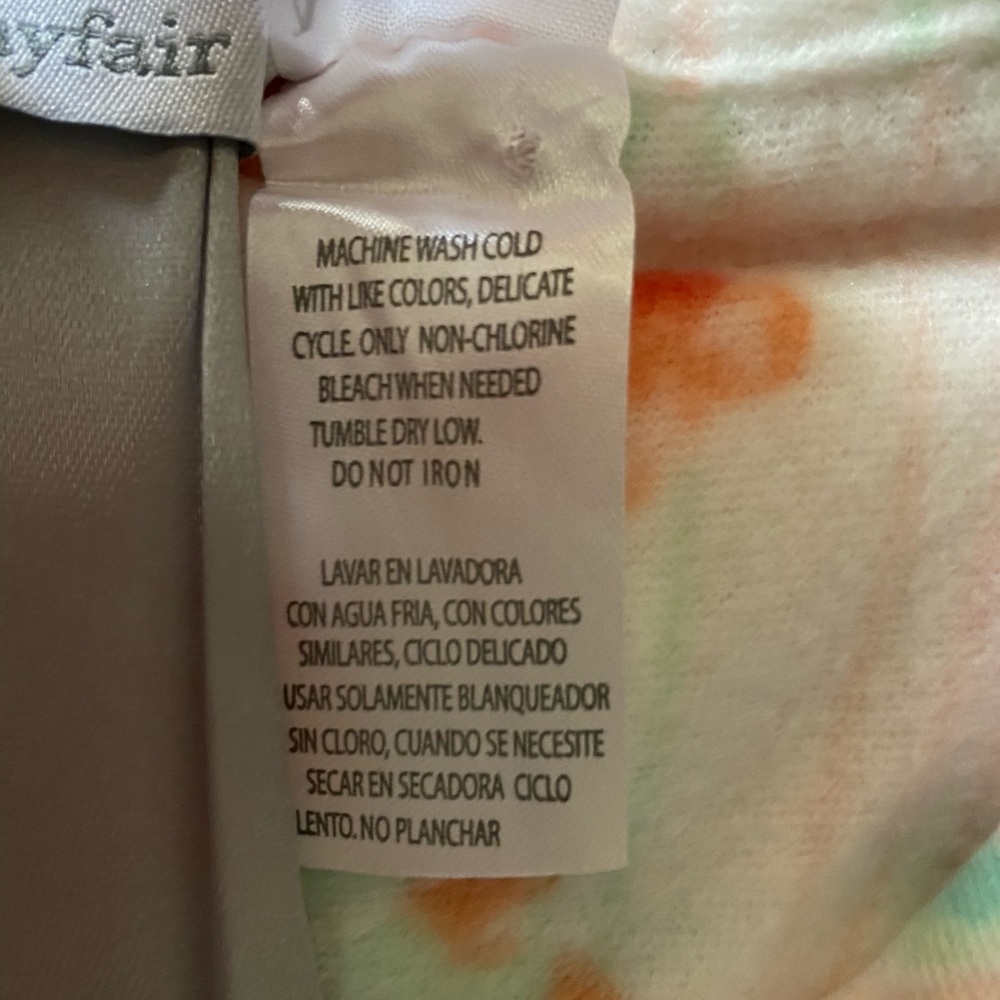 yfair
MACHINE WASH COLD
WITH LIKE COLORS, DELICATE
CYCLE. ONLY NON-CHLORINE
BLEACH WHEN NEEDED
TUMBLE DRY LOW.
DO NOT IRON
LAVAR EN LAVADORA
CON AGUA FRIA, CON COLORES
SIMILARES, CICLO DELICADO
USAR SOLAMENTE BLANQUEADOR
SIN CLORO, CUANDO SE NECESITE
SECAR EN SECADORA CICLO
LENTO. NO PLANCHAR